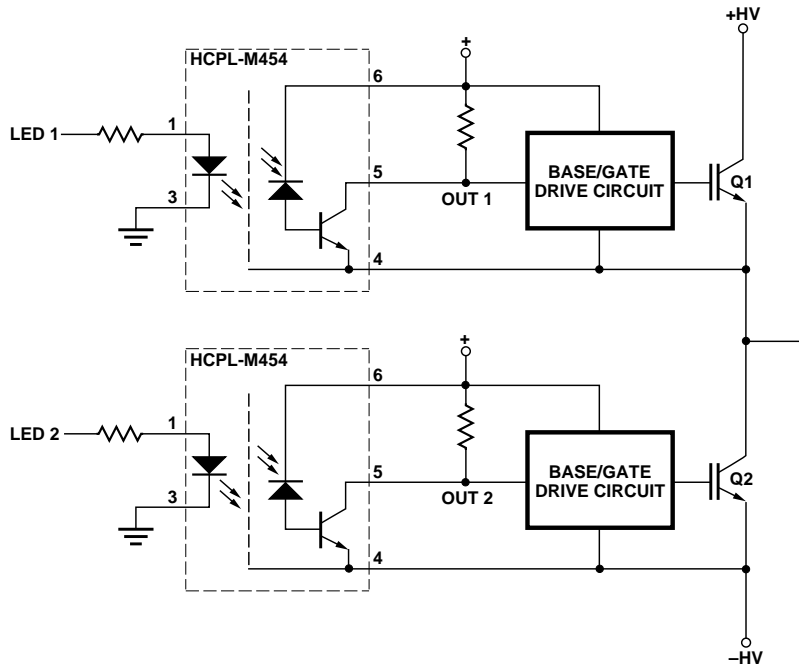 +HV
HCPL-M454
+
6
LED 1
1
BASE/GATE
DRIVE CIRCUIT
Q1
5
3
OUT 1
4
HCPL-M454
+
6
LED 2
1
BASE/GATE
DRIVE CIRCUIT
Q2
5
3
OUT 2
4
–HV